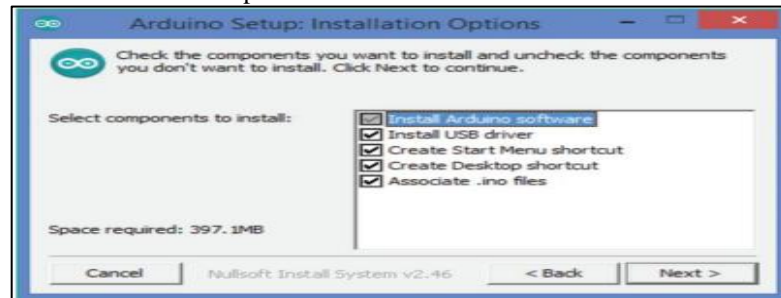 Arduino Setup: Installation Options
Check the components you want to install and uncheck the components
you don't want to install. Click Next to continue.
Select components to install:
Install Arduino software
Install USB driver
Create Start Menu shortcut
Create Desktop shortcut
Associate .ino files
Space required: 397.1MB
Cancel
Nullsoft Install System v2.46
< Back
Next >